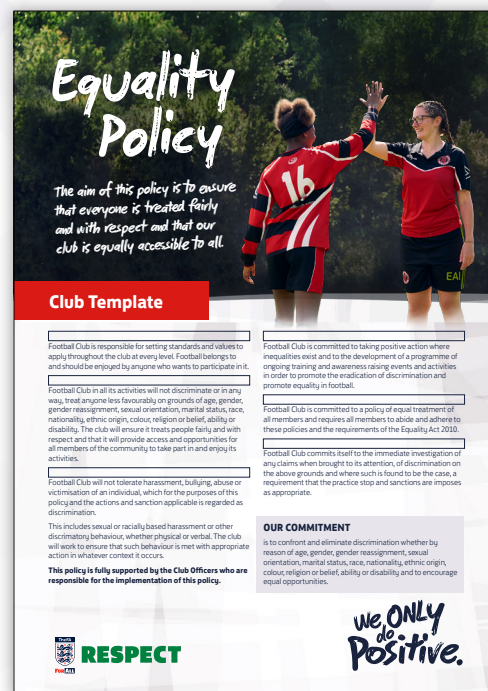 Equality
Policy
The aim of this policy is to ensure
that everyone is treated fairly
and with respect and that our
club is equally accessible to all.
16
EAI
Club Template
Football Club is responsible for setting standards and values to
apply throughout the club at every level. Football belongs to
and should be enjoyed by anyone who wants to participate in it.
Football Club in all its activities will not discriminate or in any
way, treat anyone less favourably on grounds of age, gender,
gender reassignment, sexual orientation, marital status, race,
nationality, ethnic origin, colour, religion or belief, ability or
disability. The club will ensure it treats people fairly and with
respect and that it will provide access and opportunities for
all members of the community to take part in and enjoy its
activities.
Football Club will not tolerate harassment, bullying, abuse or
victimisation of an individual, which for the purposes of this
policy and the actions and sanction applicable is regarded as
discrimination.
This includes sexual or racially based harassment or other
discrimatory behaviour, whether physical or verbal. The club
will work to ensure that such behaviour is met with appropriate
action in whatever context it occurs.
This policy is fully supported by the Club Officers who are
responsible for the implementation of this policy.
Football Club is committed to taking positive action where
inequalities exist and to the development of a programme of
ongoing training and awareness raising events and activities
in order to promote the eradication of discrimination and
promote equality in football.
Football Club is committed to a policy of equal treatment of
all members and requires all members to abide and adhere to
these policies and the requirements of the Equality Act 2010.
Football Club commits itself to the immediate investigation of
any claims when brought to its attention, of discrimination on
the above grounds and where such is found to be the case, a
requirement that the practice stop and sanctions are imposes
as appropriate.
OUR COMMITMENT
is to confront and eliminate discrimination whether by
reason of age, gender, gender reassignment, sexual
orientation, marital status, race, nationality, ethnic origin,
colour, religion or belief, ability or disability and to encourage
equal opportunities.
TheFA
FORALL
RESPECT
We ONLY
do
Positive.